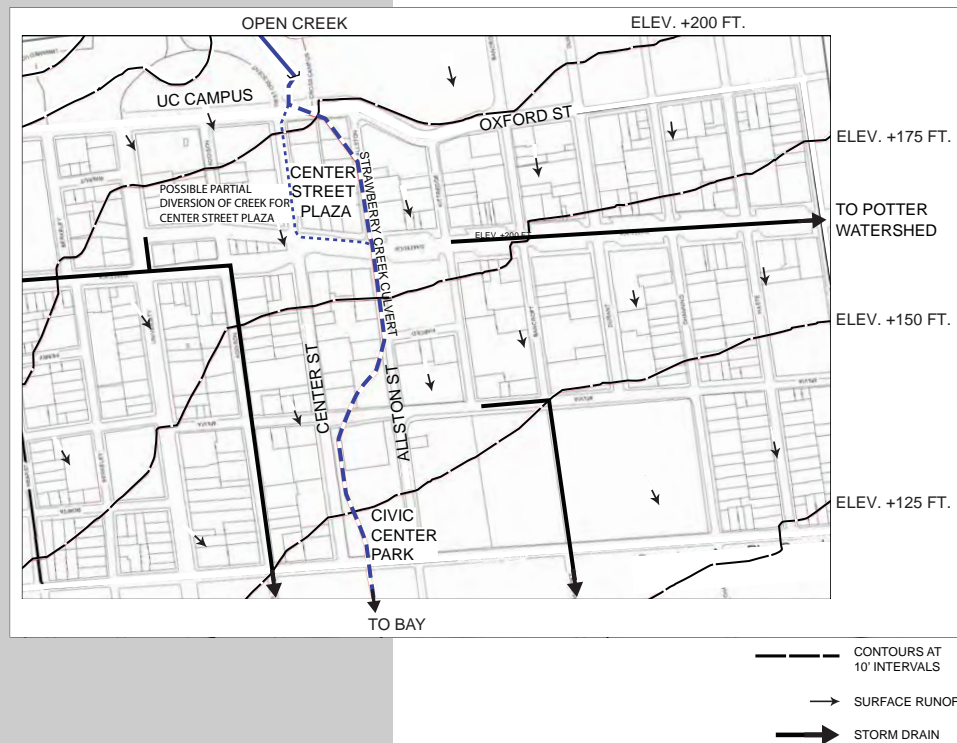 OPEN CREEK
ELEV. +200 FT.
UC CAMPUS
OXFORD ST
ELEV. +175 FT.
CENTER
STREET
PLAZA
POSSIBLE PARTIAL
DIVERSION OF CREEK FOR
CENTER STREET PLAZA
STRAWBERRY CREEK CULVERT
TO POTTER
WATERSHED
ELEV. +200 FT.
ELEV. +150 FT.
CENTER ST
ALLSTON ST
ELEV. +125 FT.
CIVIC
CENTER
PARK
TO BAY
CONTOURS AT
10' INTERVALS
SURFACE RUNOF
STORM DRAIN